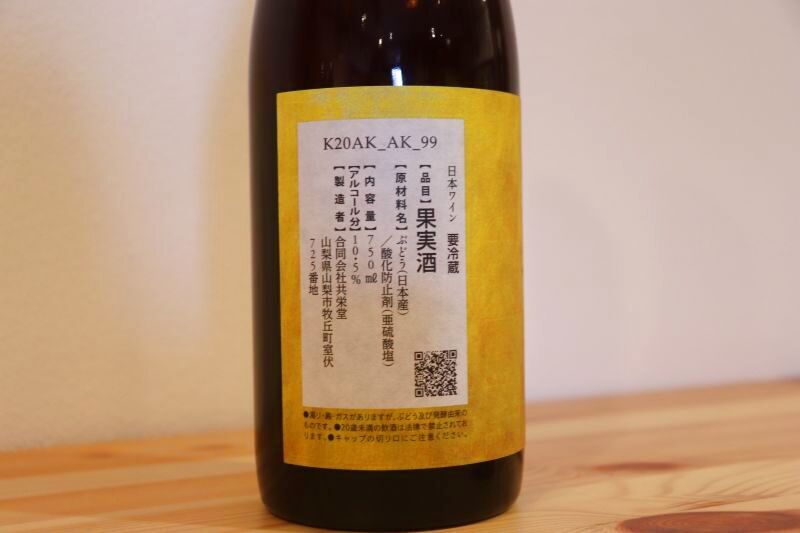 K20AK_AK_99
日本ワイン 要冷蔵
【品目】果実酒
【原材料名】ぶどう(日本産)
/酸化防止剤(亜硫酸塩)
【内容量】750㎖
【アルコール分】10.5%
【製造者】合同会社共栄堂
山梨県山梨市牧丘町室伏
725番地
●濁り・澱・ガスがありますが、ぶどう及び発酵由来の
ものです。●20歳未満の飲酒は法律で禁止されてお
ります。●キャップの切り口にご注意ください。